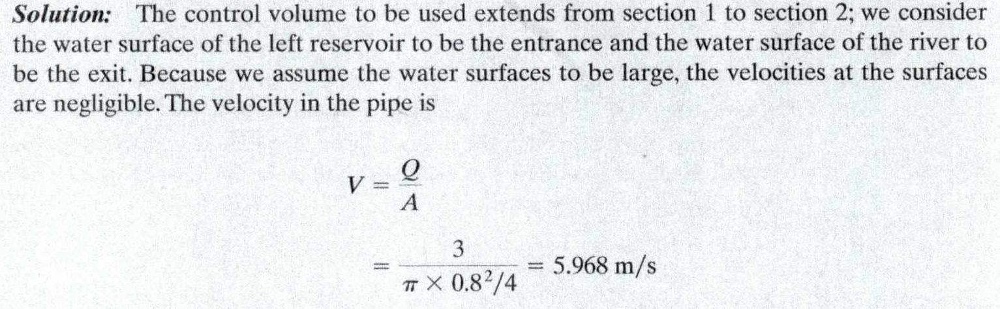 Solution: The control volume to be used extends from section 1 to section 2; we consider
the water surface of the left reservoir to be the entrance and the water surface of the river to
be the exit. Because we assume the water surfaces to be large, the velocities at the surfaces
are negligible. The velocity in the pipe is
V = Q/A
= 3/(π × 0.8²/4) = 5.968 m/s